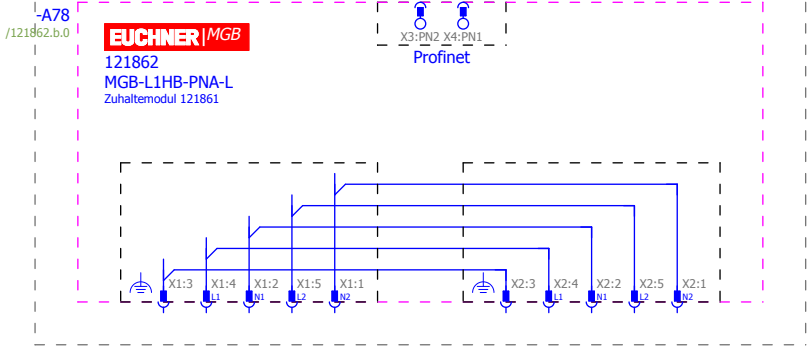 -A78
/121862.b.0
EUCHNER|MGB
121862
MGB-L1HB-PNA-L
Zuhaltemodul 121861
X3:PN2 X4:PN1
Profinet
X1:3 X1:4 X1:2 X1:5 X1:1 X2:3 X2:4 X2:2 X2:5 X2:1
L1 N1 L2 N2 L1 N1 L2 N2